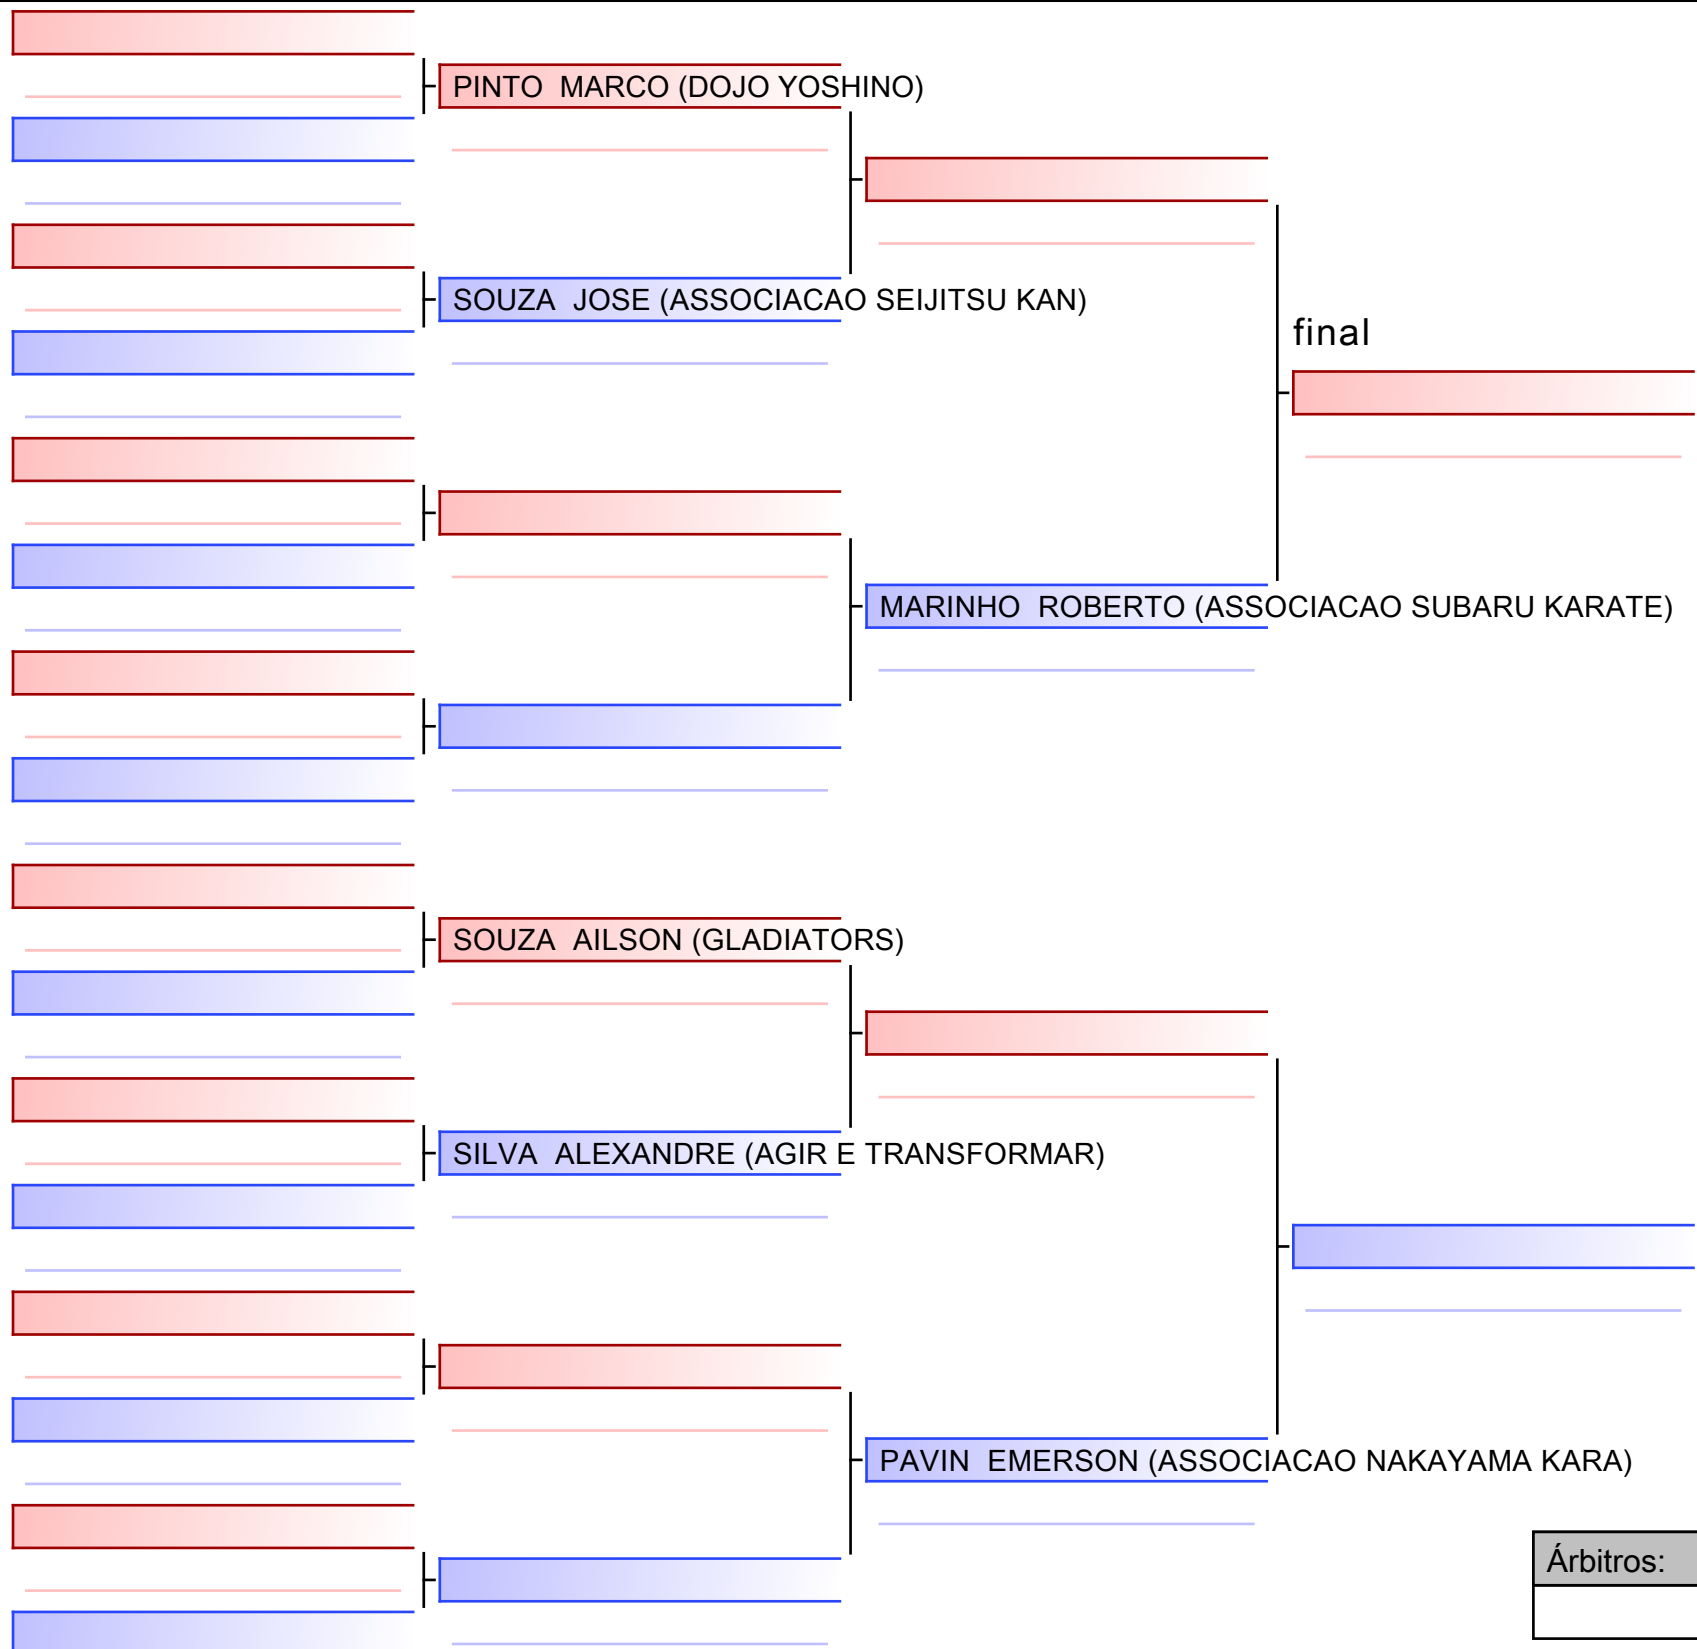 PINTO  MARCO (DOJO YOSHINO)
SOUZA  JOSE (ASSOCIACAO SEIJITSU KAN)
final
MARINHO  ROBERTO (ASSOCIACAO SUBARU KARATE)
SOUZA  AILSON (GLADIATORS)
SILVA  ALEXANDRE (AGIR E TRANSFORMAR)
PAVIN  EMERSON (ASSOCIACAO NAKAYAMA KARA)
Árbitros: